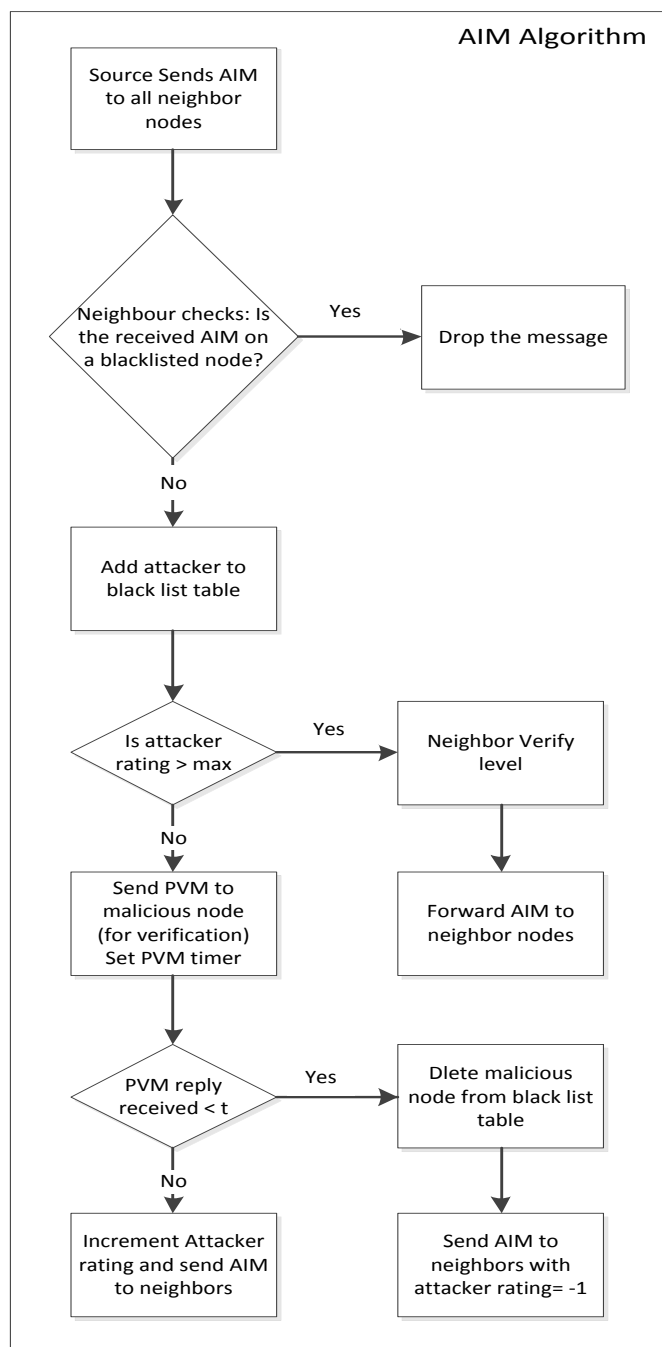 AIM Algorithm
Source Sends AIM
to all neighbor
nodes
Neighbour checks: Is
the received AIM on
a blacklisted node?
Yes
Drop the message
No
Add attacker to
black list table
Is attacker
rating > max
Yes
Neighbor Verify
level
No
Send PVM to
malicious node
(for verification)
Set PVM timer
Forward AIM to
neighbor nodes
PVM reply
received < t
Yes
Dlete malicious
node from black list
table
No
Increment Attacker
rating and send AIM
to neighbors
Send AIM to
neighbors with
attacker rating= -1